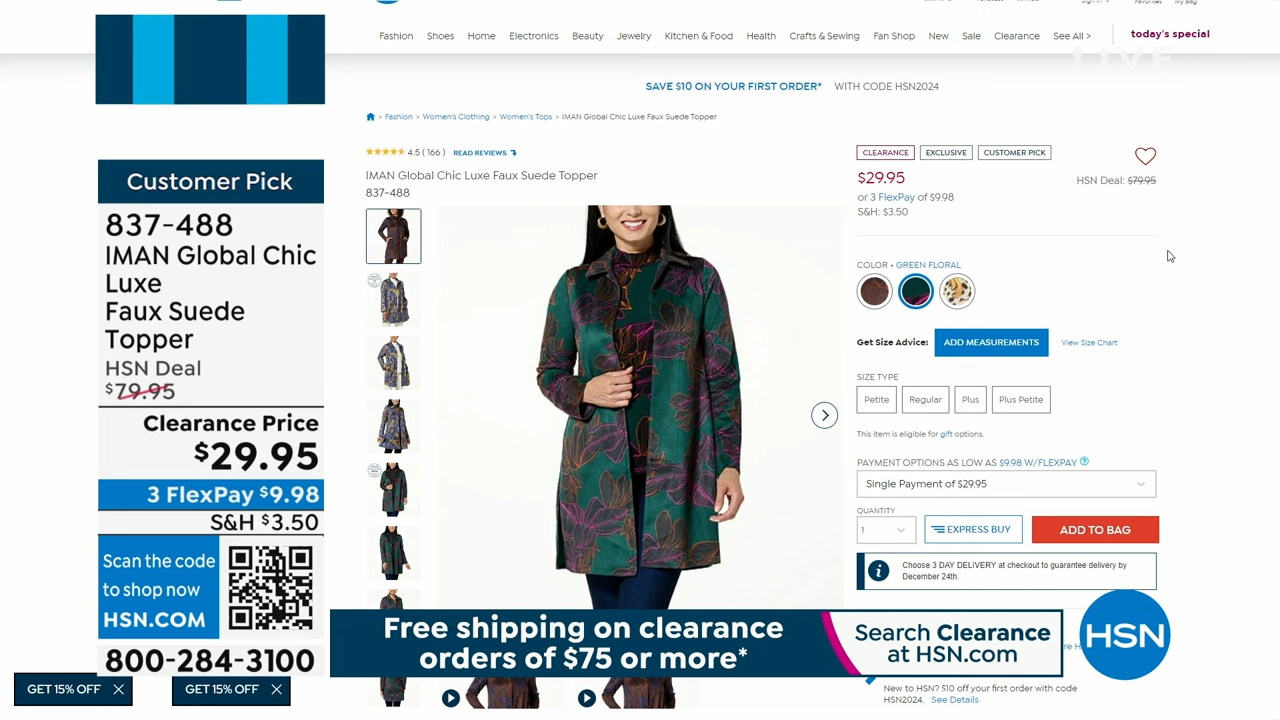 Fashion
Shoes
Home
Electronics
Beauty
Jewelry
Kitchen & Food
Health
Crafts & Sewing
Fan Shop
New
Sale
Clearance
See All >
today's special
LIVE
SAVE $10 ON YOUR FIRST ORDER* WITH CODE HSN2024
> Fashion > Women's Clothing > Women's Tops > IMAN Global Chic Luxe Faux Suede Topper
4.5 ( 166 ) READ REVIEWS
IMAN Global Chic Luxe Faux Suede Topper
837-488
CLEARANCE
EXCLUSIVE
CUSTOMER PICK
$29.95
HSN Deal: $79.95
or 3 FlexPay of $9.98
S&H: $3.50
COLOR • GREEN FLORAL
Get Size Advice:
ADD MEASUREMENTS
View Size Chart
SIZE TYPE
Petite
Regular
Plus
Plus Petite
This item is eligible for gift options.
PAYMENT OPTIONS AS LOW AS $9.98 W/FLEXPAY ?
Single Payment of $29.95
QUANTITY
1
EXPRESS BUY
ADD TO BAG
Choose 3 DAY DELIVERY at checkout to guarantee delivery by
December 24th.
New to HSN? $10 off your first order with code
HSN2024. See Details
Customer Pick
837-488
IMAN Global Chic
Luxe
Faux Suede
Topper
HSN Deal
$79.95
Clearance Price
$29.95
3 FlexPay $9.98
S&H $3.50
Scan the code
to shop now
HSN.COM
800-284-3100
Free shipping on clearance
orders of $75 or more*
Search Clearance
at HSN.com
HSN
GET 15% OFF
GET 15% OFF